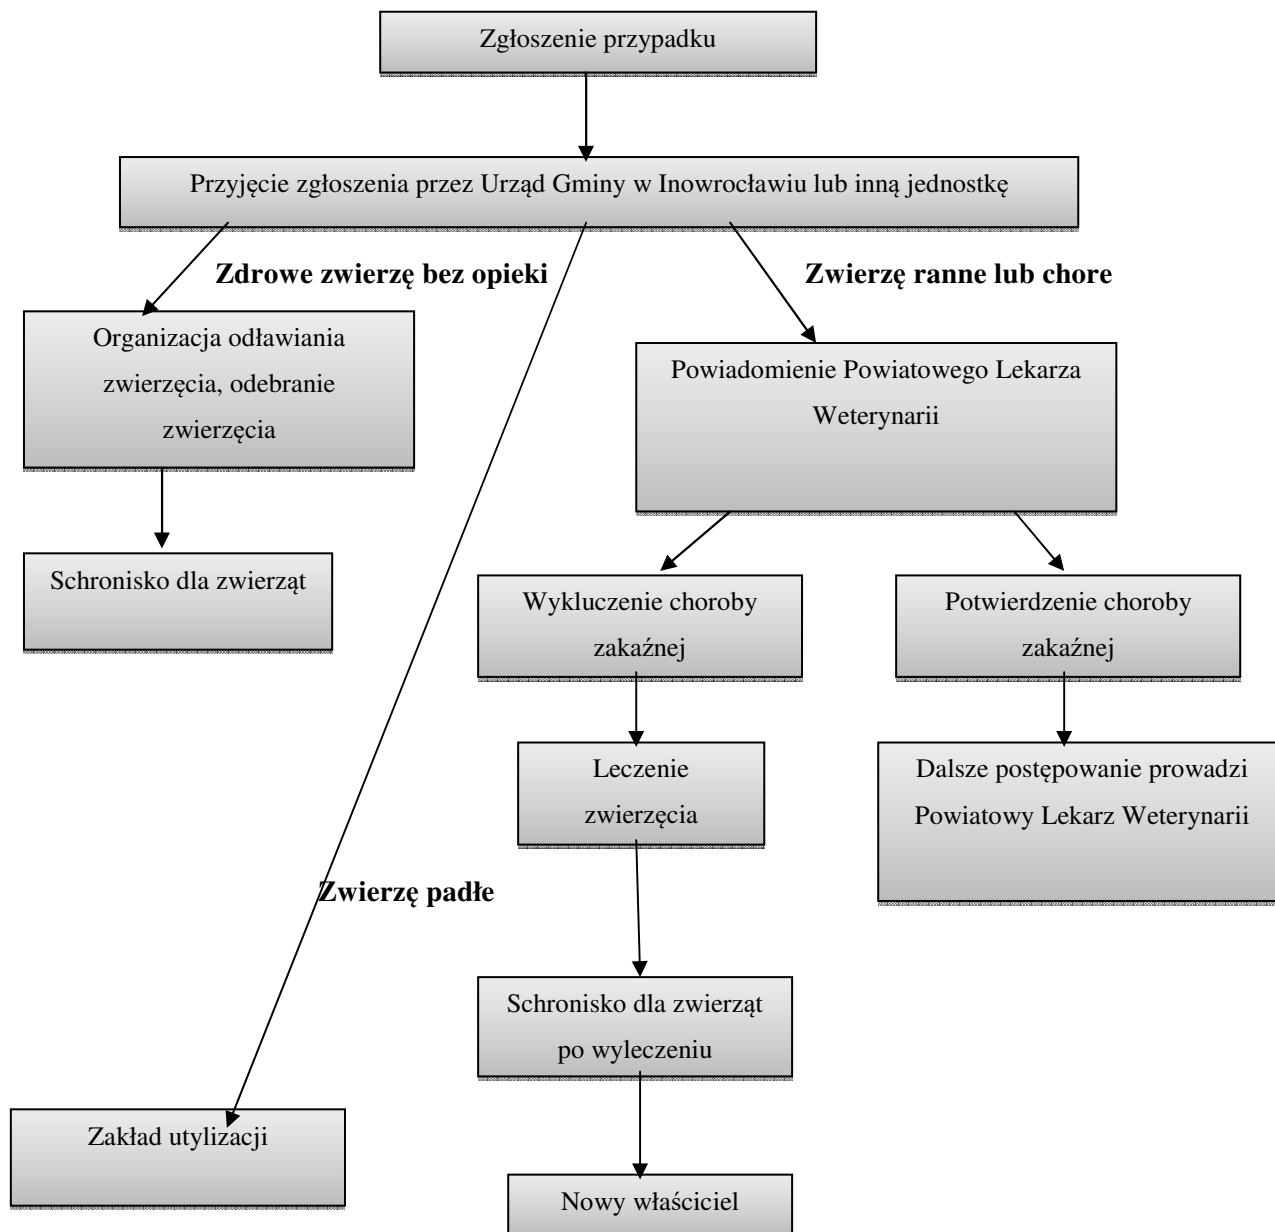 Zgłoszenie przypadku
Przyjęcie zgłoszenia przez Urząd Gminy w Inowrocławiu lub inną jednostkę
Zdrowe zwierzę bez opieki
Zwierzę ranne lub chore
Organizacja odławiania
zwierzęcia, odebranie
zwierzęcia
Powiadomienie Powiatowego Lekarza
Weterynarii
Schronisko dla zwierząt
Wykluczenie choroby
zakaźnej
Potwierdzenie choroby
zakaźnej
Leczenie
zwierzęcia
Dalsze postępowanie prowadzi
Powiatowy Lekarz Weterynarii
Zwierzę padłe
Schronisko dla zwierząt
po wyleczeniu
Zakład utylizacji
Nowy właściciel